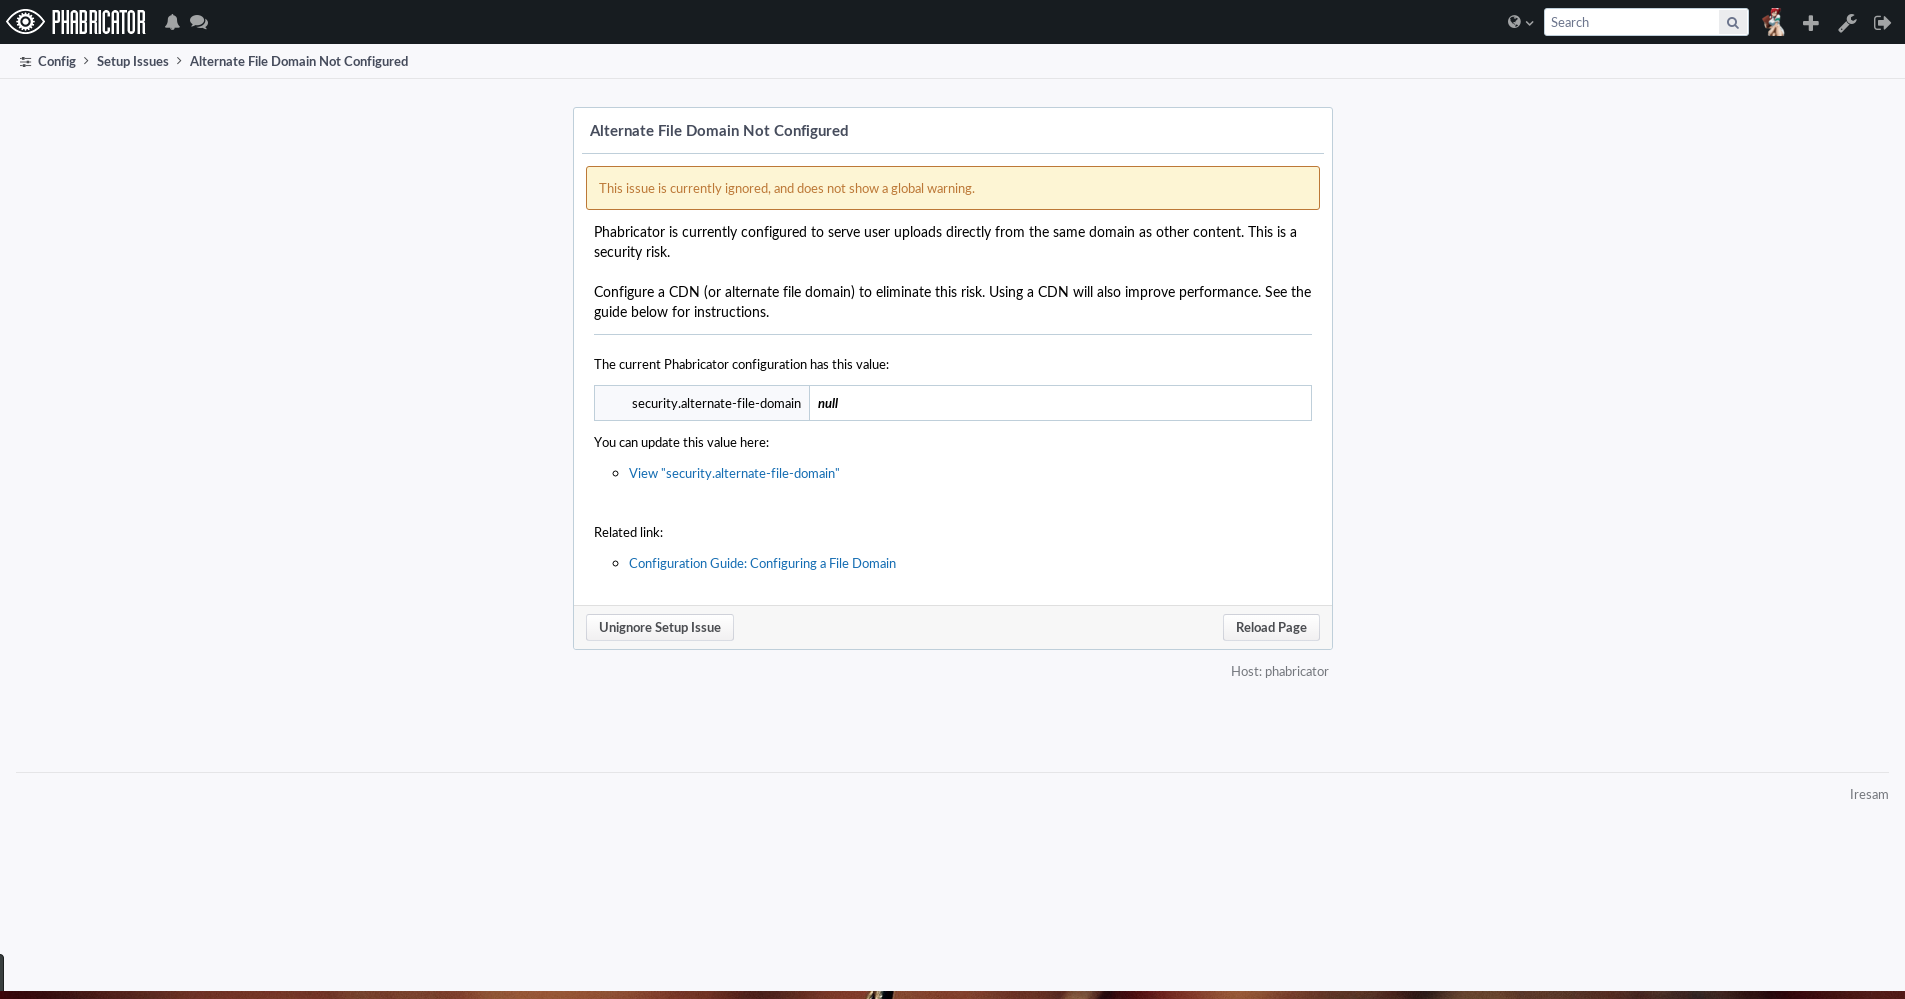 PHABRICATOR
Search
Config > Setup Issues > Alternate File Domain Not Configured
Alternate File Domain Not Configured
This issue is currently ignored, and does not show a global warning.
Phabricator is currently configured to serve user uploads directly from the same domain as other content. This is a
security risk.
Configure a CDN (or alternate file domain) to eliminate this risk. Using a CDN will also improve performance. See the
guide below for instructions.
The current Phabricator configuration has this value:
security.alternate-file-domain null
You can update this value here:
View "security.alternate-file-domain"
Related link:
Configuration Guide: Configuring a File Domain
Unignore Setup Issue Reload Page
Host: phabricator
Iresam